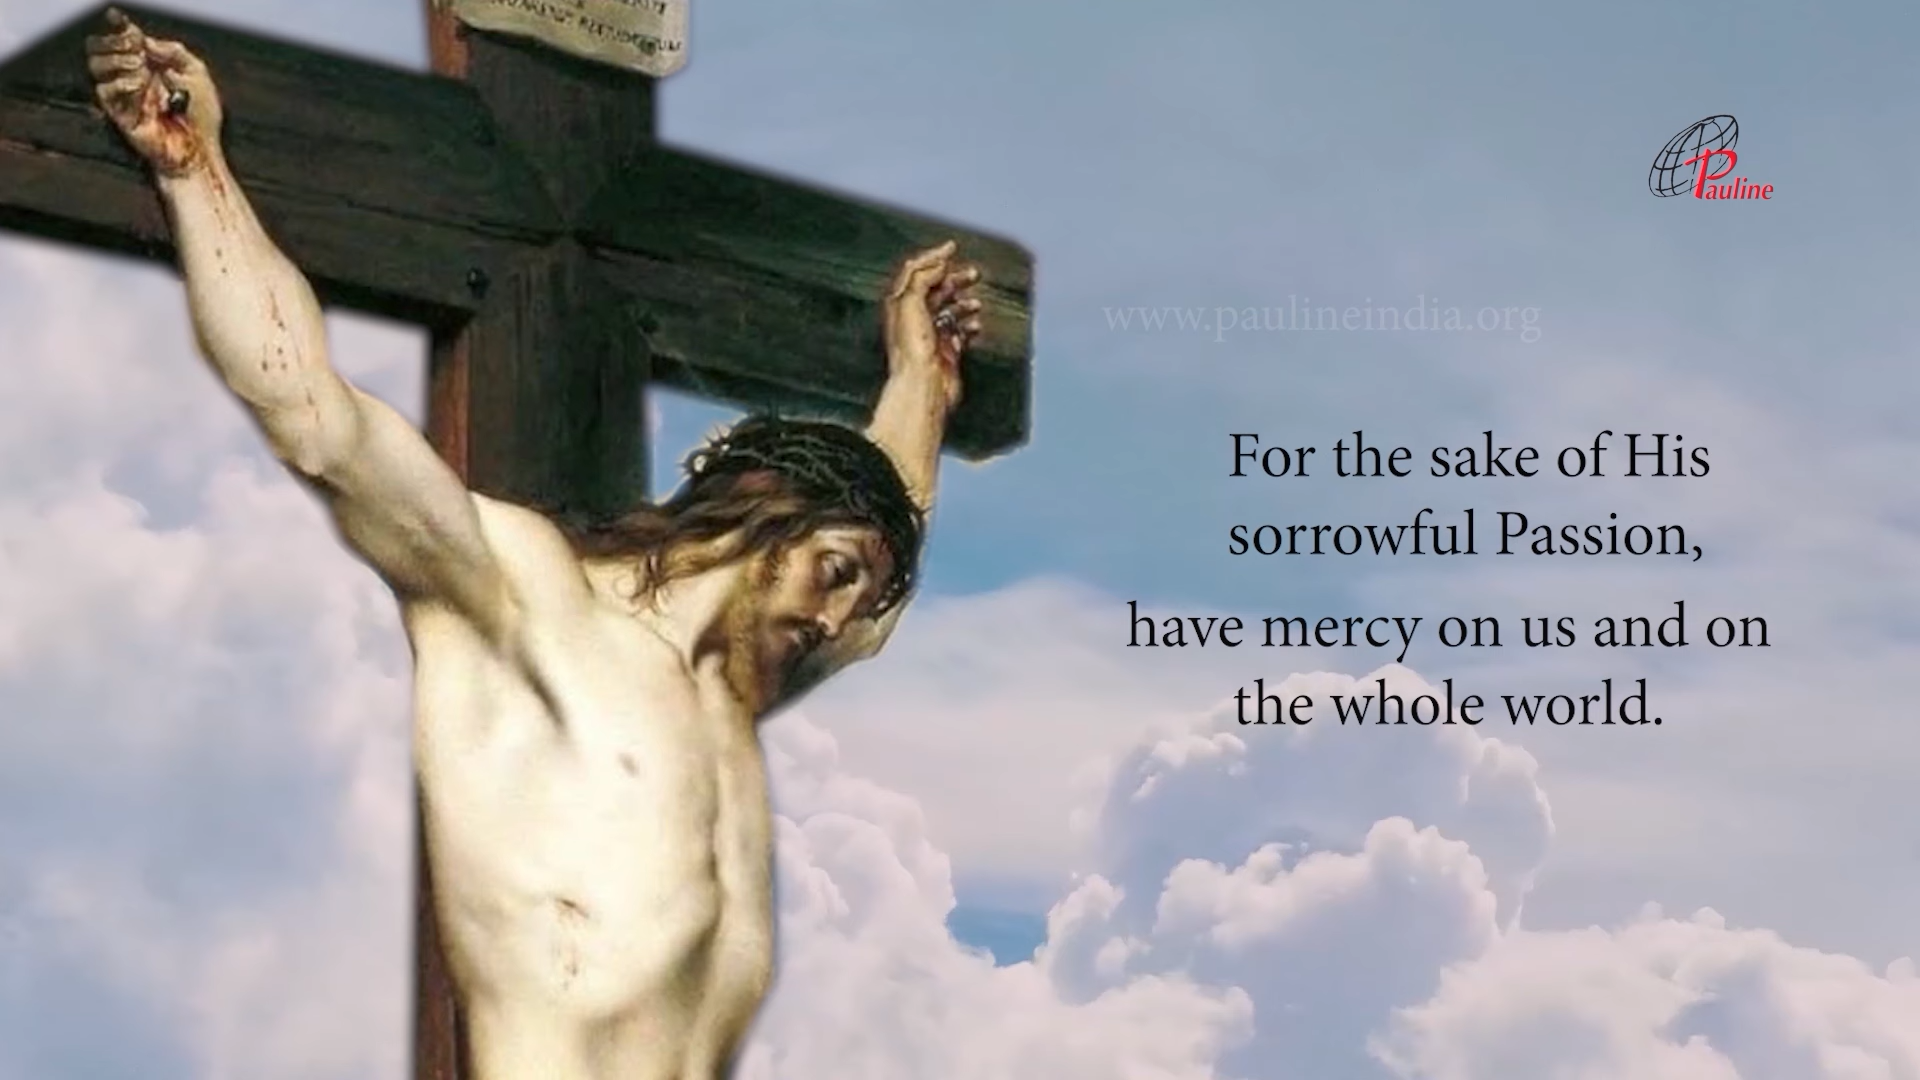 Pauline
www.paulineindia.org
For the sake of His
sorrowful Passion,
have mercy on us and on
the whole world.